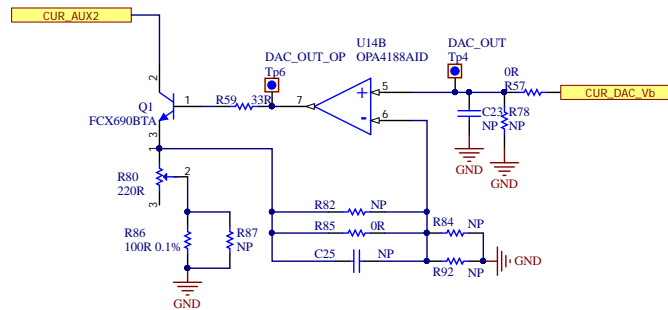 CUR_AUX2
U14B
OPA4188AID
DAC_OUT
Tp4
DAC_OUT_OP
Tp6
0R
R57
CUR_DAC_Vb
2
Q1
FCX690BTA
1
3
R59
33R
7
5
6
+
-
C23
NP
R78
NP
GND
GND
1
R80
220R
2
3
R86
100R 0.1%
R87
NP
GND
R82
NP
R85
0R
C25
NP
R84
NP
R92
NP
GND